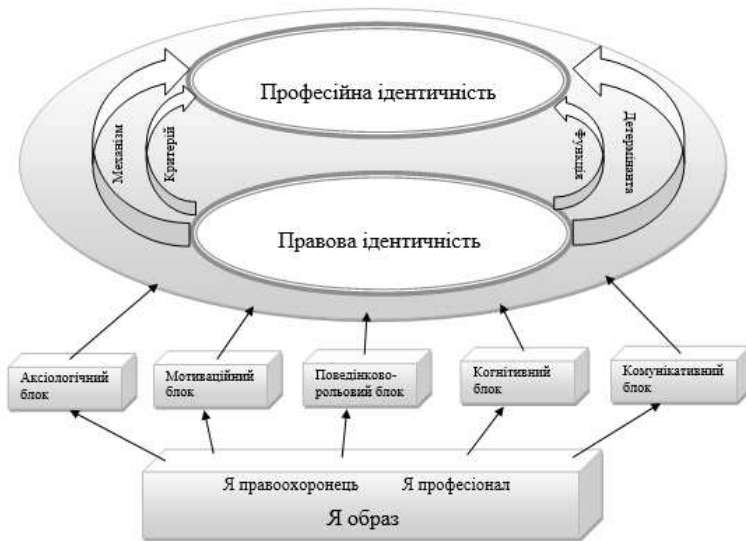 Професійна ідентичність
Механізм
Критерій
Функція
Детермінанта
Правова ідентичність
Аксіологічний
блок
Мотиваційний
блок
Поведінково-
рольовий блок
Когнітивний
блок
Комунікативний
блок
Я правоохоронець Я професіонал
Я образ